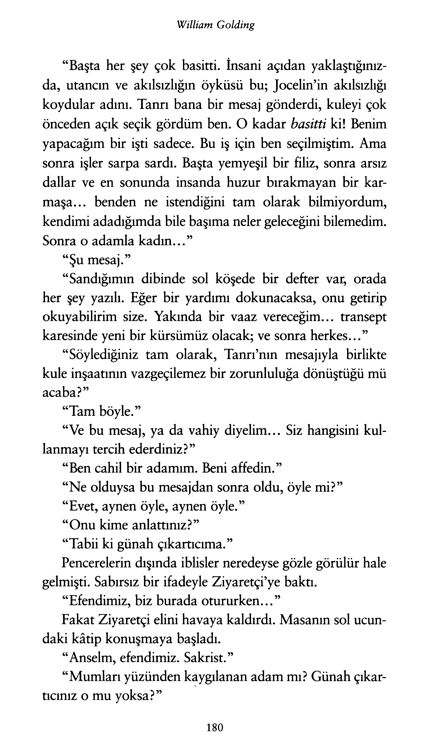 William Golding
“Başta her şey çok basitti. İnsani açıdan yaklaştığınız-
da, utancın ve akılsızlığın öyküsü bu; Jocelin’in akılsızlığı
koydular adını. Tanrı bana bir mesaj gönderdi, kuleyi çok
önceden açık seçik gördüm ben. O kadar basitti ki! Benim
yapacağım bir işti sadece. Bu iş için ben seçilmiştim. Ama
sonra işler sarpa sardı. Başta yemyeşil bir filiz, sonra arsız
dallar ve en sonunda insanda huzur bırakmayan bir kar-
maşa... benden ne istendiğini tam olarak bilmiyordum,
kendimi adadığımda bile başıma neler geleceğini bilemedim.
Sonra o adamla kadın...”
“Şu mesaj.”
“Sandığımın dibinde sol köşede bir defter var, orada
her şey yazılı. Eğer bir yardımı dokunacaksa, onu getirip
okuyabilirim size. Yakında bir vaaz vereceğim... transept
karesinde yeni bir kürsümüz olacak; ve sonra herkes...”
“Söylediğiniz tam olarak, Tanrı’nın mesajıyla birlikte
kule inşaatının vazgeçilemez bir zorunluluğa dönüştüğü mü
acaba?”
“Tam böyle.”
“Ve bu mesaj, ya da vahiy diyelim... Siz hangisini kul-
lanmayı tercih ederdiniz?”
“Ben cahil bir adamım. Beni affedin.”
“Ne olduysa bu mesajdan sonra oldu, öyle mi?”
“Evet, aynen öyle, aynen öyle.”
“Onu kime anlattınız?”
“Tabii ki günah çıkartıcıma.”
Pencerelerin dışında iblisler neredeyse gözle görülür hale
gelmişti. Sabırsız bir ifadeyle Ziyaretçi’ye baktı.
“Efendimiz, biz burada otururken...”
Fakat Ziyaretçi elini havaya kaldırdı. Masanın sol ucun-
daki kâtip konuşmaya başladı.
“Anselm, efendimiz. Sakrist.”
“Mumları yüzünden kaygılanan adam mı? Günah çıkar-
tıcınız o mu yoksa?”
180